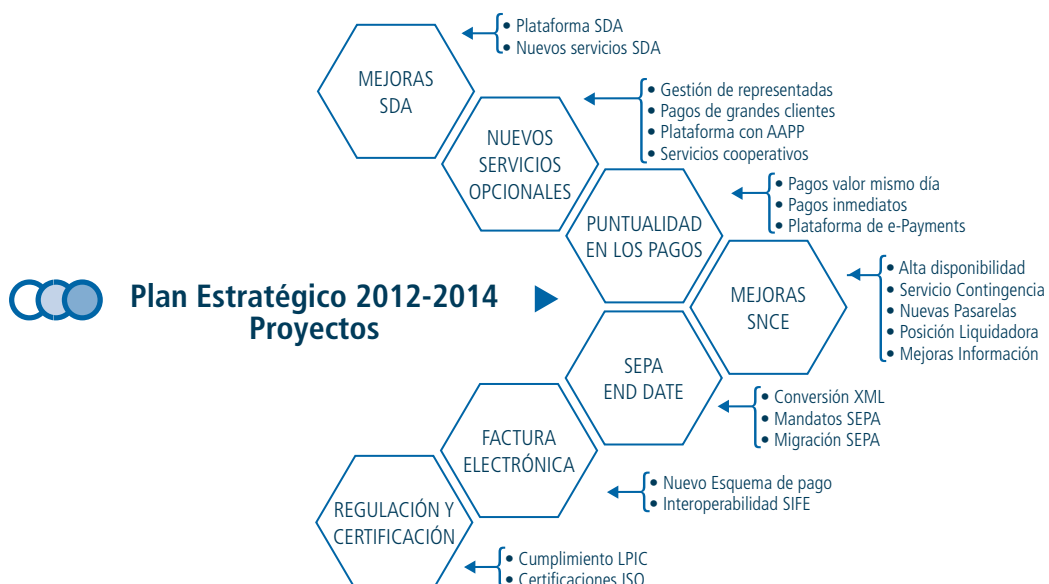 • Plataforma SDA
• Nuevos servicios SDA
MEJORAS
SDA
• Gestión de representadas
• Pagos de grandes clientes
• Plataforma con AAPP
• Servicios cooperativos
NUEVOS
SERVICIOS
OPCIONALES
• Pagos valor mismo día
• Pagos inmediatos
• Plataforma de e-Payments
PUNTUALIDAD
EN LOS PAGOS
• Alta disponibilidad
• Servicio Contingencia
• Nuevas Pasarelas
• Posición Liquidadora
• Mejoras Información
MEJORAS
SNCE
Plan Estratégico 2012-2014
Proyectos
SEPA
END DATE
• Conversión XML
• Mandatos SEPA
• Migración SEPA
FACTURA
ELECTRÓNICA
• Nuevo Esquema de pago
• Interoperabilidad SIFE
REGULACIÓN Y
CERTIFICACIÓN
• Cumplimiento LPIC
• Certificaciones ISO